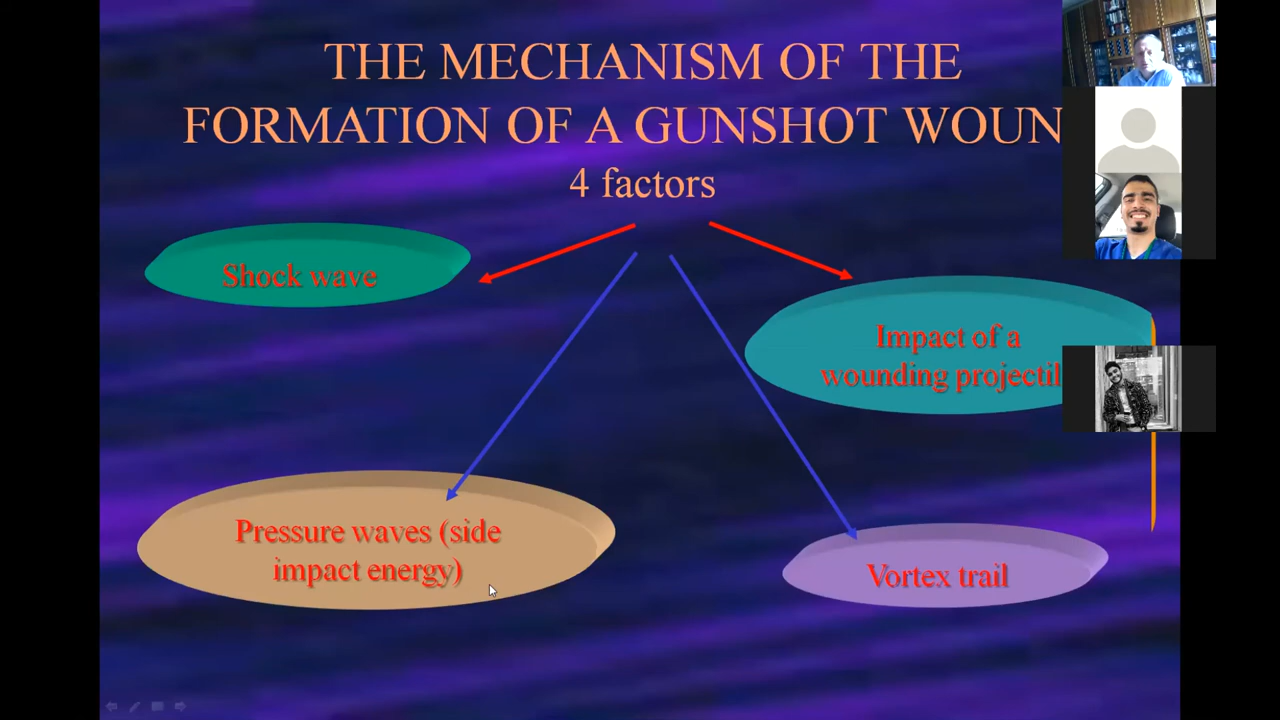 THE MECHANISM OF THE
FORMATION OF A GUNSHOT WOUN
4 factors
Shock wave
Impact of a
wounding projectil
Pressure waves (side
impact energy)
Vortex trail